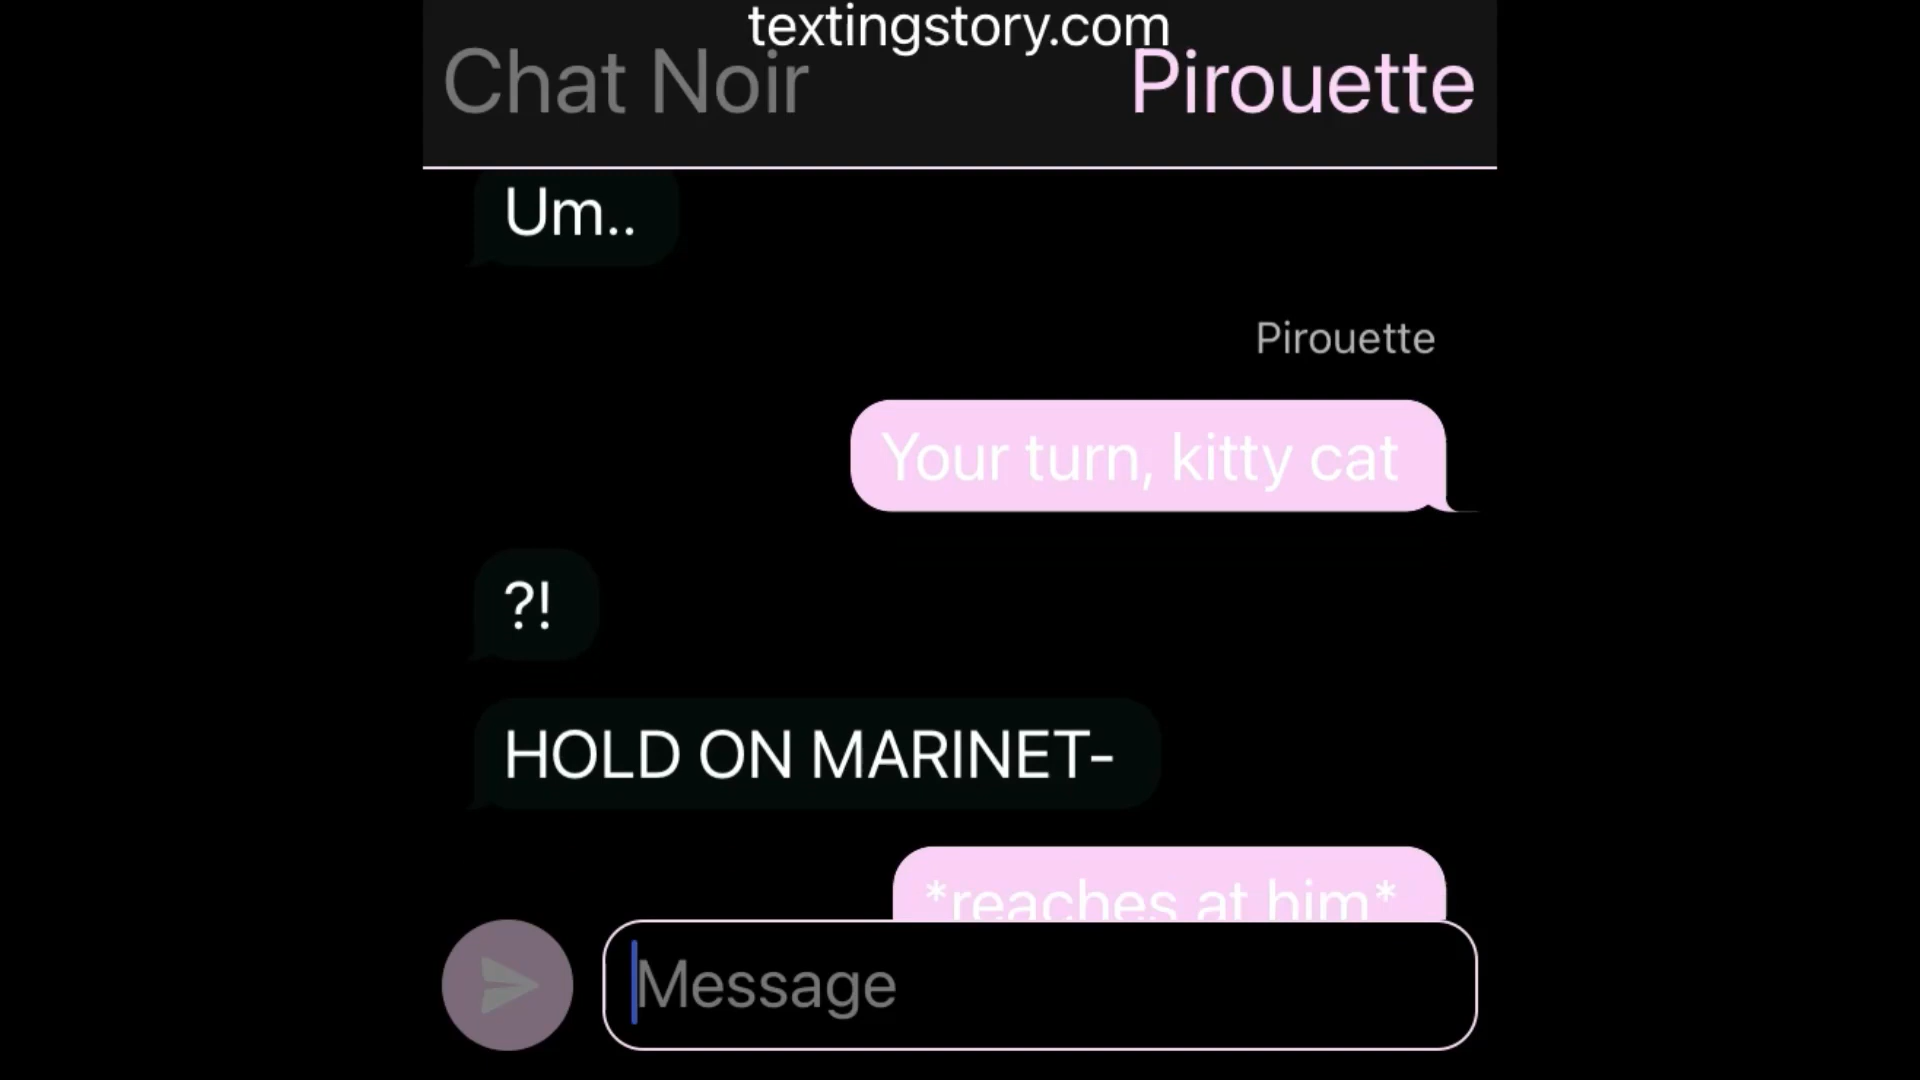 textingstory.com
Chat Noir
Pirouette
Um..
Pirouette
Your turn, kitty cat
?!
HOLD ON MARINET-
*reaches at him*
Message